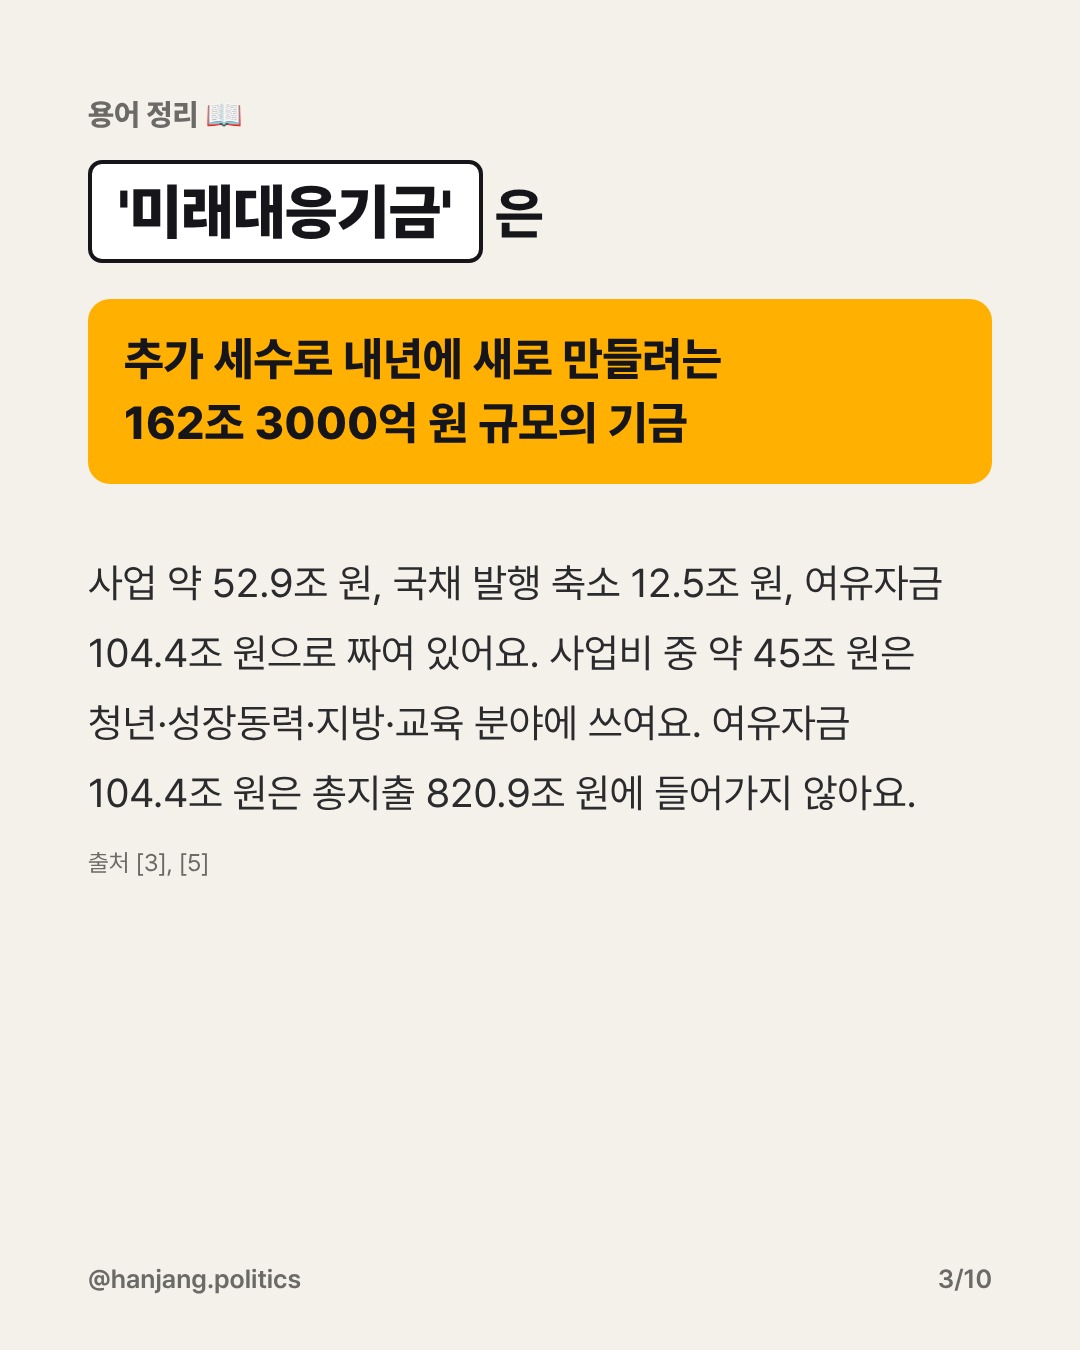 용어 정리 📖
'미래대응기금' 은
추가 세수로 내년에 새로 만들려는
162조 3000억 원 규모의 기금
사업 약 52.9조 원, 국채 발행 축소 12.5조 원, 여유자금
104.4조 원으로 짜여 있어요. 사업비 중 약 45조 원은
청년·성장동력·지방·교육 분야에 쓰여요. 여유자금
104.4조 원은 총지출 820.9조 원에 들어가지 않아요.
출처 [3], [5]
@hanjang.politics
3/10